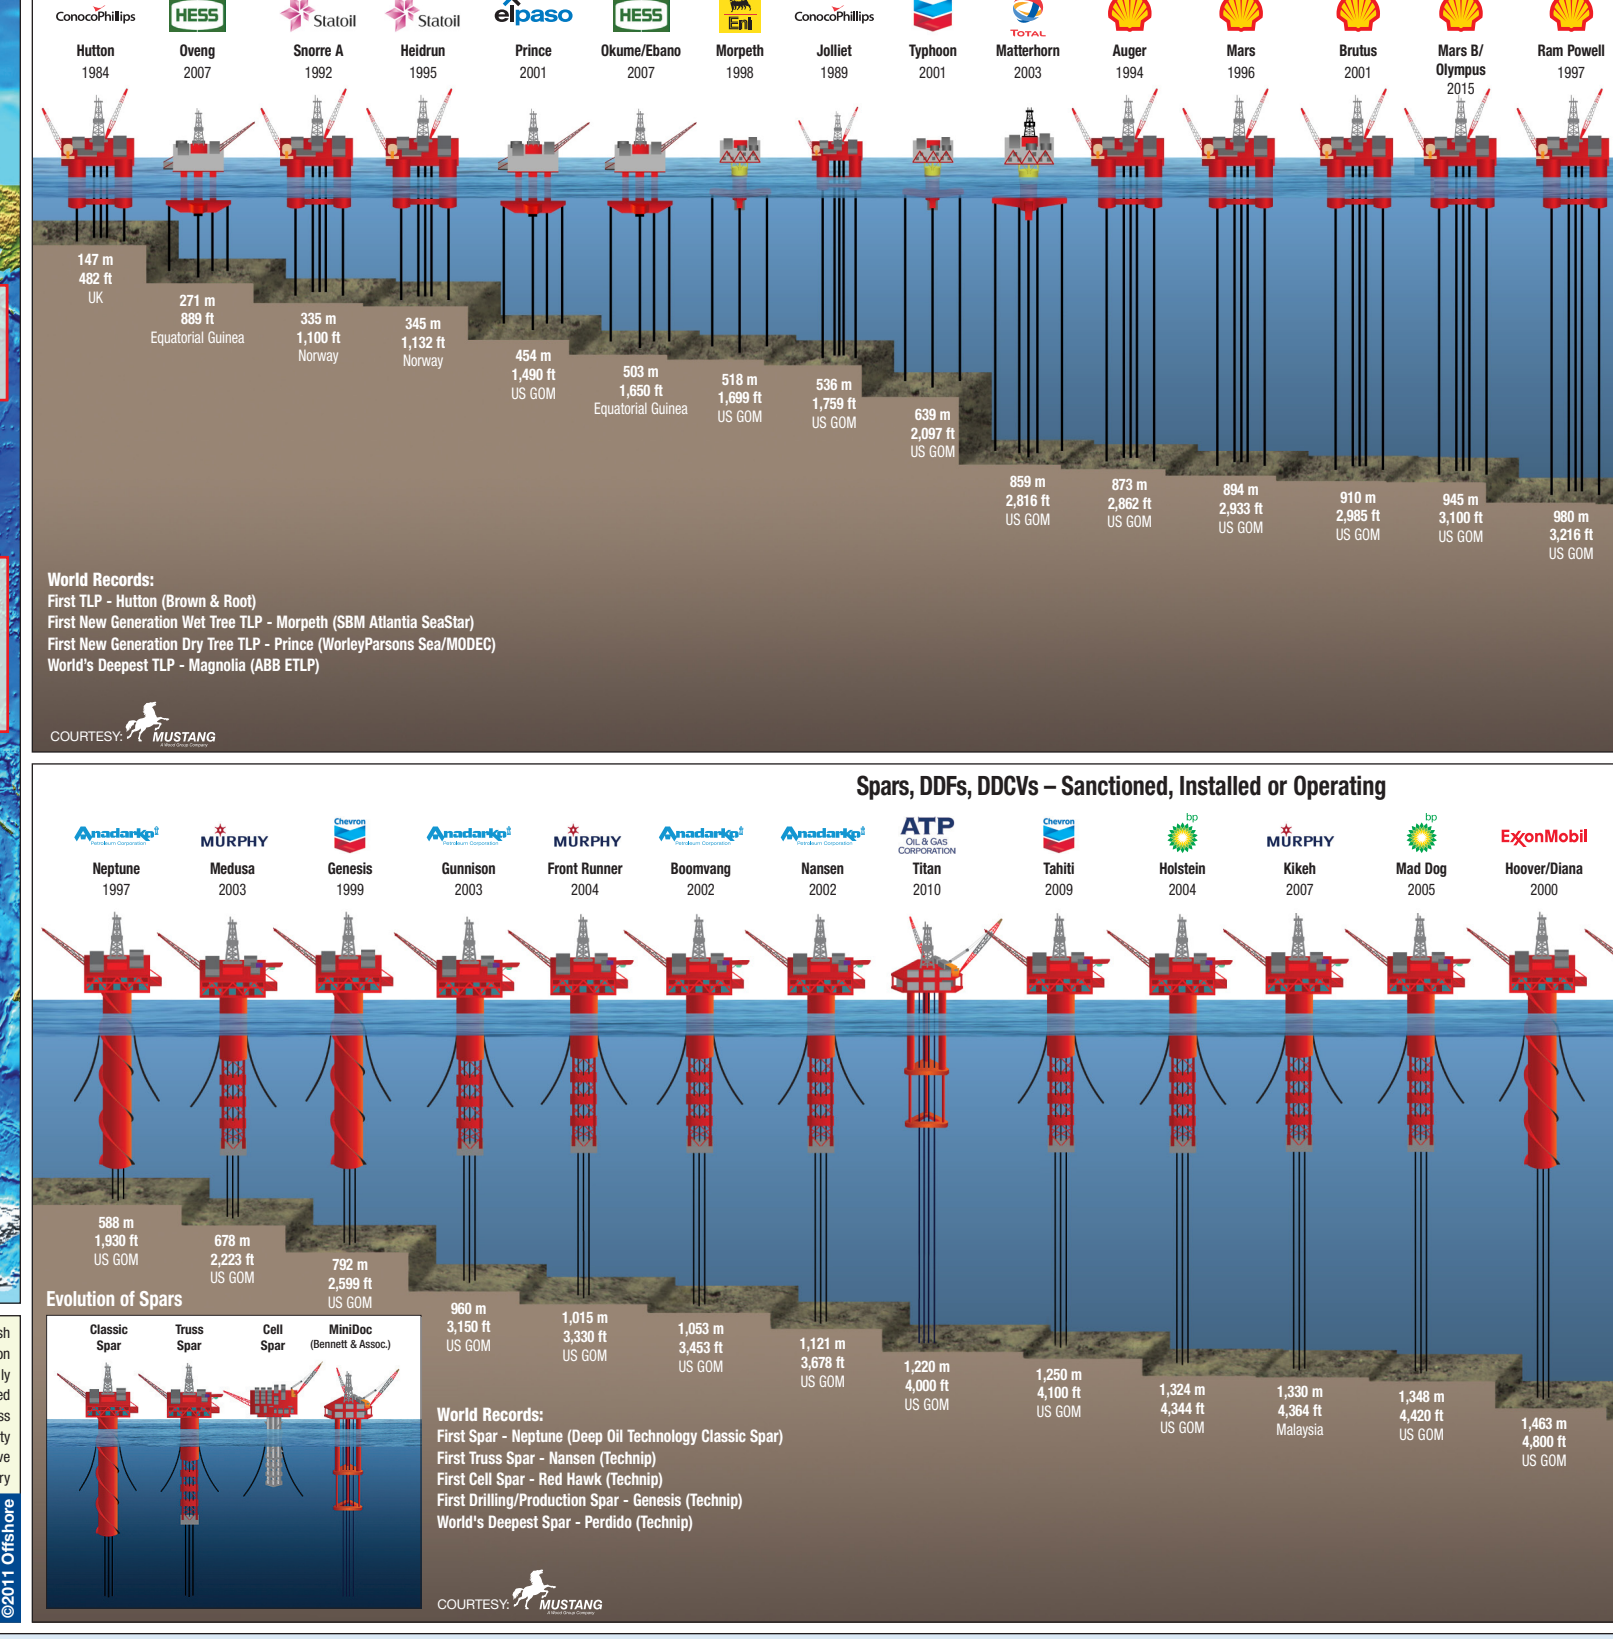 ConocoPhillips
HESS
Statoil
Statoil
elpaso
HESS
Eni
ConocoPhillips
TOTAL
Hutton
1984
Oveng
2007
Snorre A
1992
Heidrun
1995
Prince
2001
Okume/Ebano
2007
Morpeth
1998
Jolliet
1989
Typhoon
2001
Matterhorn
2003
Auger
1994
Mars
1996
Brutus
2001
Mars B/
Olympus
2015
Ram Powell
1997
147 m
482 ft
UK
271 m
889 ft
Equatorial Guinea
335 m
1,100 ft
Norway
345 m
1,132 ft
Norway
454 m
1,490 ft
US GOM
503 m
1,650 ft
Equatorial Guinea
518 m
1,699 ft
US GOM
536 m
1,759 ft
US GOM
639 m
2,097 ft
US GOM
859 m
2,816 ft
US GOM
873 m
2,862 ft
US GOM
894 m
2,933 ft
US GOM
910 m
2,985 ft
US GOM
945 m
3,100 ft
US GOM
980 m
3,216 ft
US GOM
World Records:
First TLP - Hutton (Brown & Root)
First New Generation Wet Tree TLP - Morpeth (SBM Atlantia SeaStar)
First New Generation Dry Tree TLP - Prince (WorleyParsons Sea/MODEC)
World's Deepest TLP - Magnolia (ABB ETLP)
COURTESY: MUSTANG
A Wood Group Company
Spars, DDFs, DDCVs – Sanctioned, Installed or Operating
Anadarko
Petroleum Corporation
MURPHY
Chevron
Anadarko
Petroleum Corporation
MURPHY
Anadarko
Petroleum Corporation
Anadarko
Petroleum Corporation
ATP
OIL & GAS
CORPORATION
Chevron
bp
MURPHY
bp
ExxonMobil
Neptune
1997
Medusa
2003
Genesis
1999
Gunnison
2003
Front Runner
2004
Boomvang
2002
Nansen
2002
Titan
2010
Tahiti
2009
Holstein
2004
Kikeh
2007
Mad Dog
2005
Hoover/Diana
2000
588 m
1,930 ft
US GOM
678 m
2,223 ft
US GOM
792 m
2,599 ft
US GOM
960 m
3,150 ft
US GOM
1,015 m
3,330 ft
US GOM
1,053 m
3,453 ft
US GOM
1,121 m
3,678 ft
US GOM
1,220 m
4,000 ft
US GOM
1,250 m
4,100 ft
US GOM
1,324 m
4,344 ft
US GOM
1,330 m
4,364 ft
Malaysia
1,348 m
4,420 ft
US GOM
1,463 m
4,800 ft
US GOM
Evolution of Spars
Classic
Spar
Truss
Spar
Cell
Spar
MiniDoc
(Bennett & Assoc.)
World Records:
First Spar - Neptune (Deep Oil Technology Classic Spar)
First Truss Spar - Nansen (Technip)
First Cell Spar - Red Hawk (Technip)
First Drilling/Production Spar - Genesis (Technip)
World's Deepest Spar - Perdido (Technip)
COURTESY: MUSTANG
A Wood Group Company
©2011 Offshore